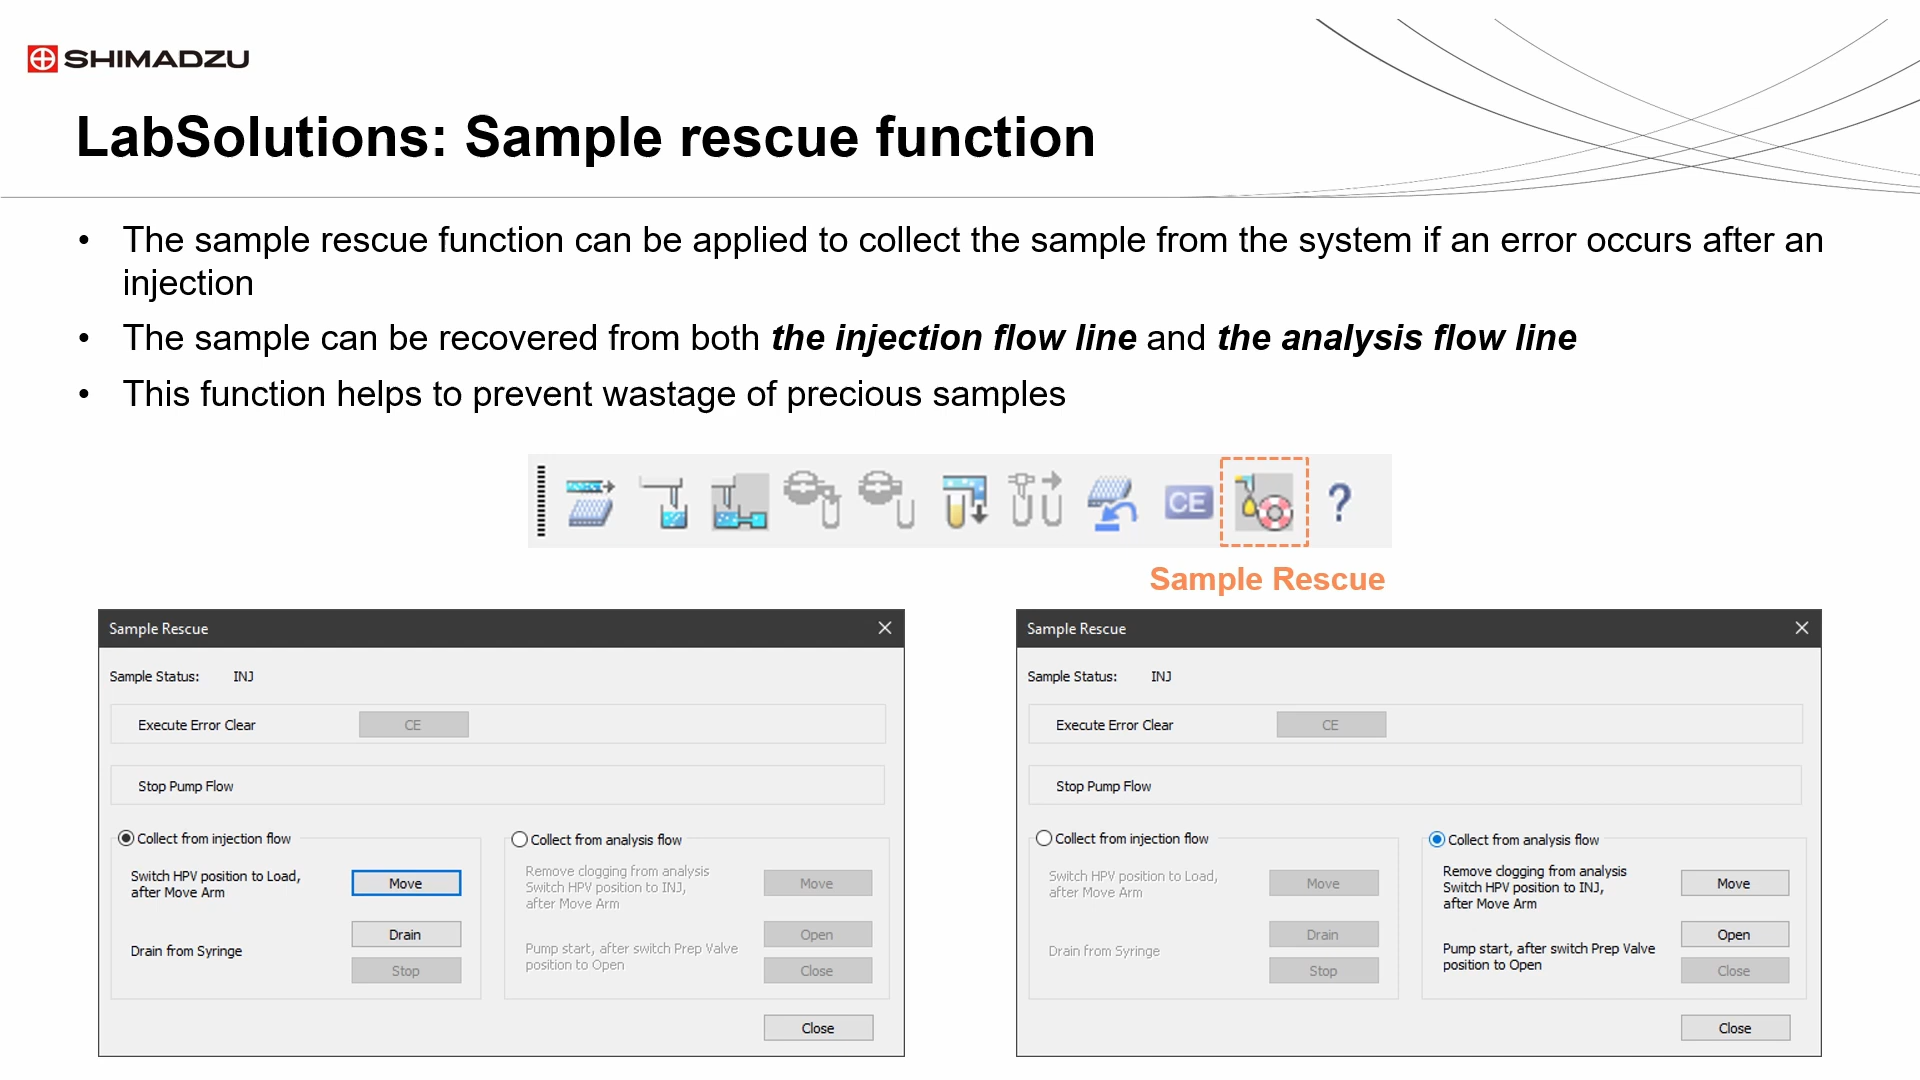 SHIMADZU
LabSolutions: Sample rescue function
• The sample rescue function can be applied to collect the sample from the system if an error occurs after an
injection
• The sample can be recovered from both the injection flow line and the analysis flow line
• This function helps to prevent wastage of precious samples
CE
?
Sample Rescue
Sample Rescue
Sample Status: INJ
Execute Error Clear CE
Stop Pump Flow
Collect from injection flow
Switch HPV position to Load,
after Move Arm
Move
Drain from Syringe
Drain
Stop
Collect from analysis flow
Remove clogging from analysis
Switch HPV position to INJ,
after Move Arm
Move
Pump start, after switch Prep Valve
position to Open
Open
Close
Close
Sample Rescue
Sample Status: INJ
Execute Error Clear CE
Stop Pump Flow
Collect from injection flow
Switch HPV position to Load,
after Move Arm
Move
Drain from Syringe
Drain
Stop
Collect from analysis flow
Remove clogging from analysis
Switch HPV position to INJ,
after Move Arm
Move
Pump start, after switch Prep Valve
position to Open
Open
Close
Close